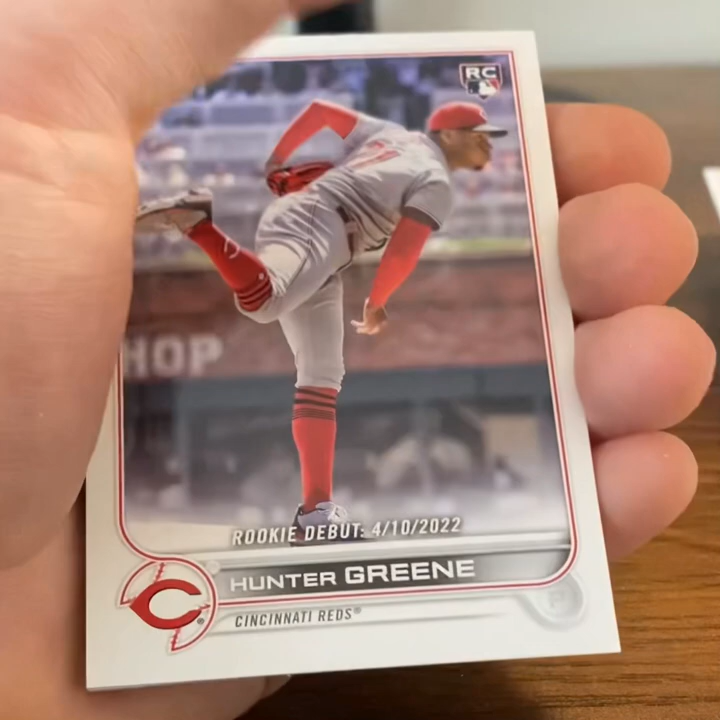 RC
HOP
ROOKIE DEBUT: 4/10/2022
HUNTER GREENE
CINCINNATI REDS®
P